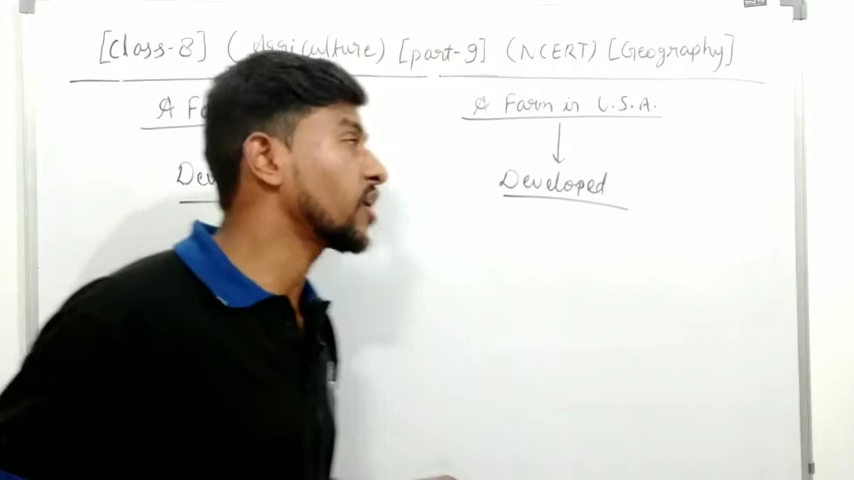 [Class-8] (Agriculture) [part-9] (NCERT) [Geography]
A
A Farm in U.S.A.
Developed